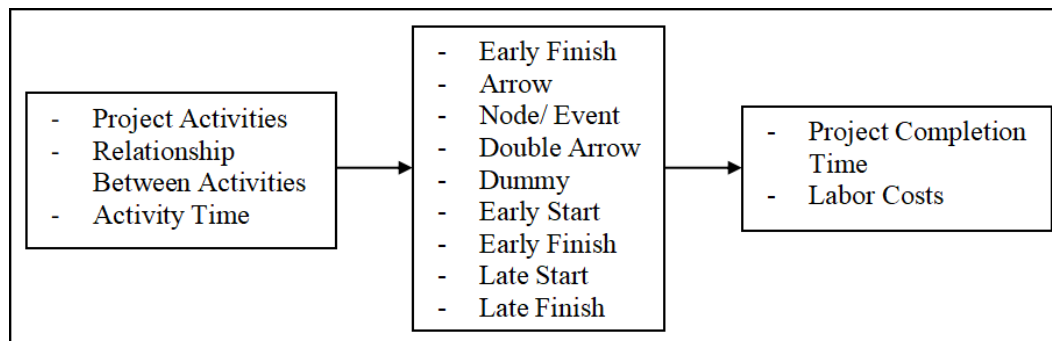 - Project Activities
- Relationship
Between Activities
- Activity Time
- Early Finish
- Arrow
- Node/ Event
- Double Arrow
- Dummy
- Early Start
- Early Finish
- Late Start
- Late Finish
- Project Completion
Time
- Labor Costs